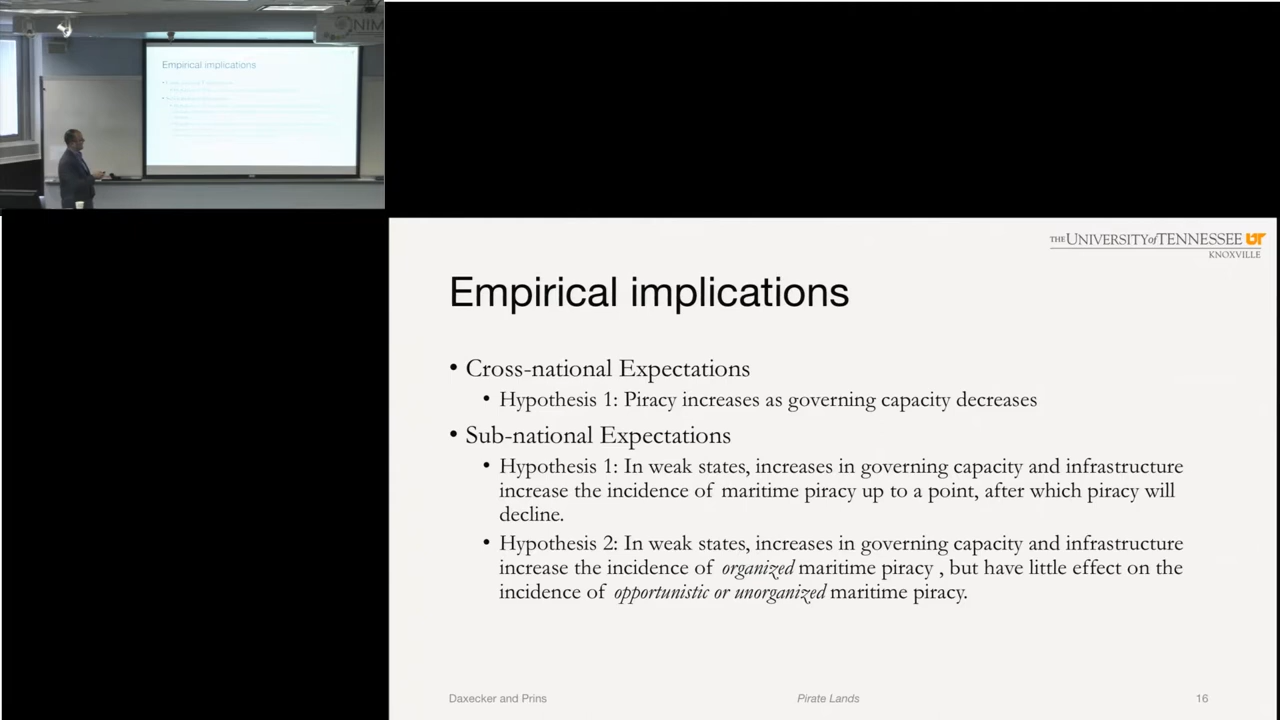 NIM
Empirical implications
THE UNIVERSITY of TENNESSEE UT
KNOXVILLE
Empirical implications
• Cross-national Expectations
• Hypothesis 1: Piracy increases as governing capacity decreases
• Sub-national Expectations
• Hypothesis 1: In weak states, increases in governing capacity and infrastructure
increase the incidence of maritime piracy up to a point, after which piracy will
decline.
• Hypothesis 2: In weak states, increases in governing capacity and infrastructure
increase the incidence of organized maritime piracy , but have little effect on the
incidence of opportunistic or unorganized maritime piracy.
Daxecker and Prins
Pirate Lands
16